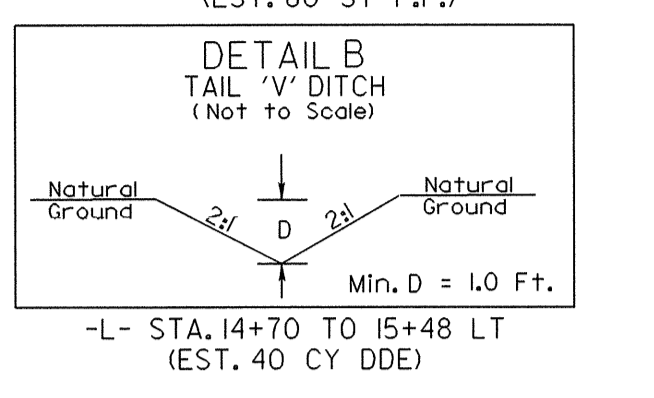 DETAIL B
TAIL 'V' DITCH
(Not to Scale)
Natural
Ground
2:1
D
2:1
Natural
Ground
Min. D = 1.0 Ft.
-L- STA. 14+70 TO 15+48 LT
(EST. 40 CY DDE)